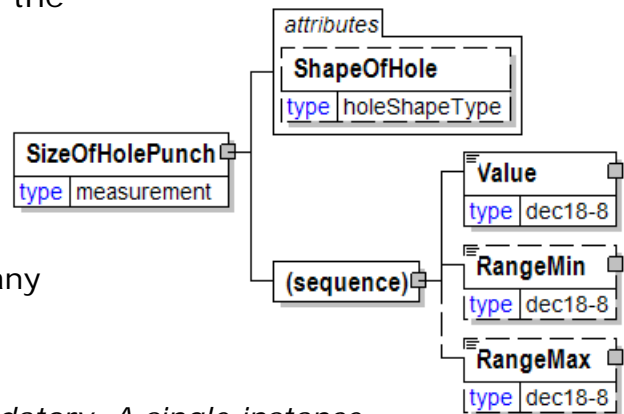 the
attributes
ShapeOfHole
type holeShapeType
SizeOfHolePunch
type measurement
Value
type dec18-8
any
(sequence)
RangeMin
type dec18-8
RangeMax
type dec18-8
datory. A single instance